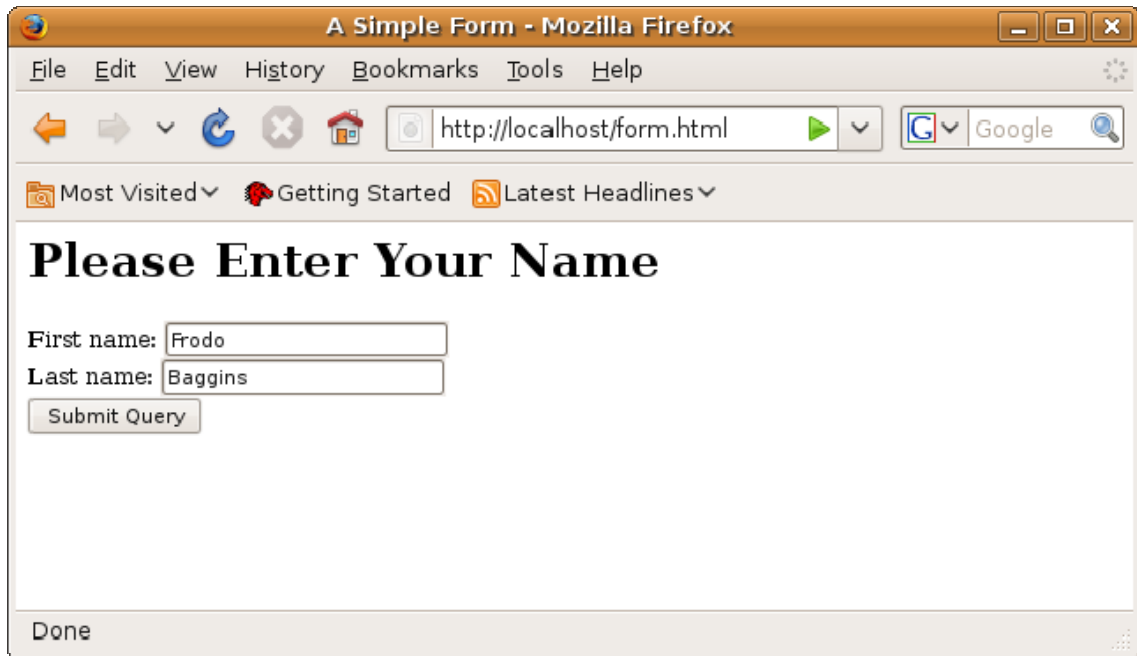 A Simple Form - Mozilla Firefox
File Edit View History Bookmarks Tools Help
http://localhost/form.html G Google
Most Visited Getting Started Latest Headlines
Please Enter Your Name
First name: Frodo
Last name: Baggins
Submit Query
Done